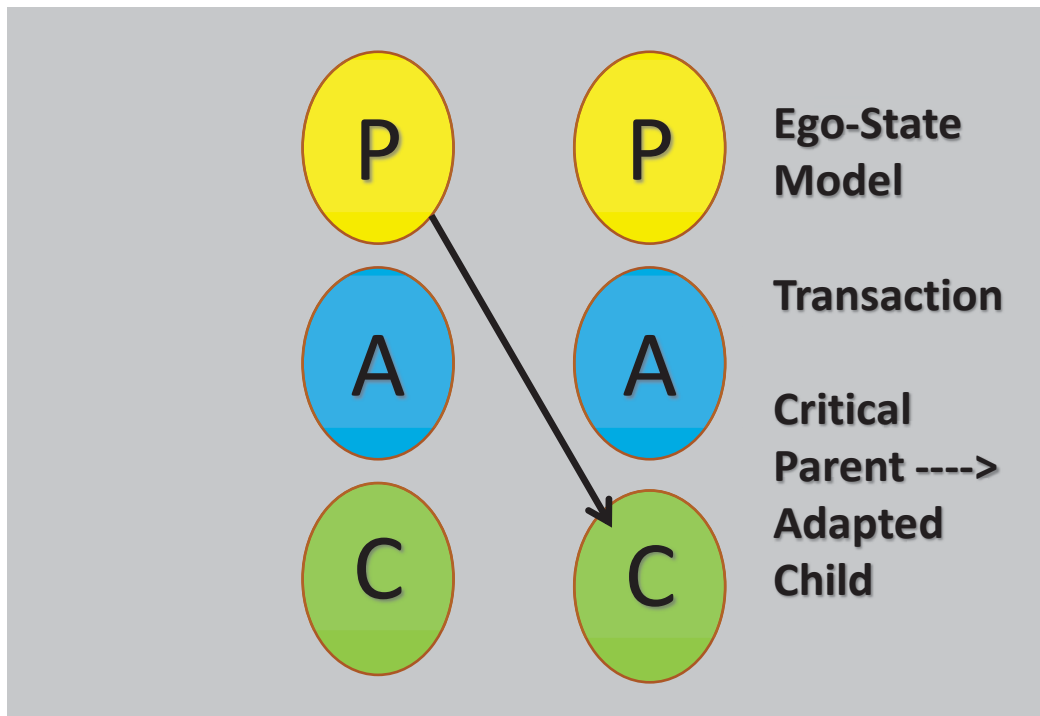 P P
A A
C C
Ego-State
Model
Transaction
Critical
Parent ---->
Adapted
Child